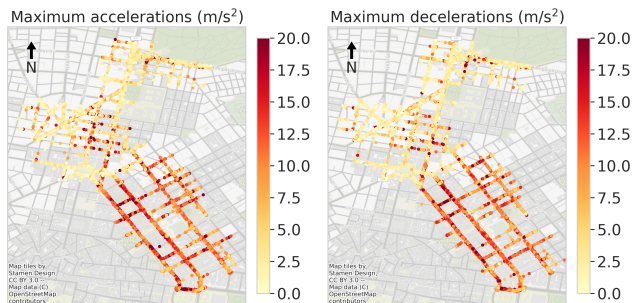 Maximum accelerations (m/s²)
N
20.0
17.5
15.0
12.5
10.0
7.5
5.0
2.5
0.0
Map tiles by
Stamen Design,
CC BY 3.0 --
Map data (C)
OpenStreetMap
contributors
Maximum decelerations (m/s²)
N
20.0
17.5
15.0
12.5
10.0
7.5
5.0
2.5
0.0
Map tiles by
Stamen Design,
CC BY 3.0 --
Map data (C)
OpenStreetMap
contributors